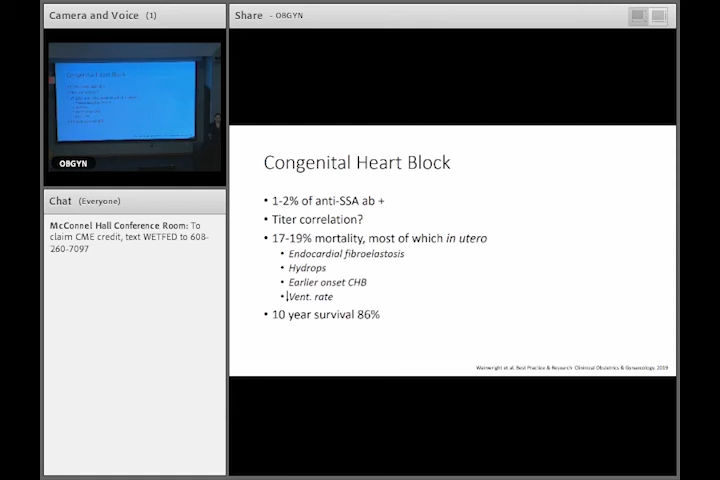 Camera and Voice (1)
OBGYN
Chat (Everyone)
McConnel Hall Conference Room: To
claim CME credit, text WETFED to 608-
260-7097
Share - OBGYN
Congenital Heart Block
• 1-2% of anti-SSA ab +
• Titer correlation?
• 17-19% mortality, most of which in utero
• Endocardial fibroelastosis
• Hydrops
• Earlier onset CHB
• ↓Vent. rate
• 10 year survival 86%
Wainwright et al. Best Practice & Research Clinical Obstetrics & Gynaecology. 2019